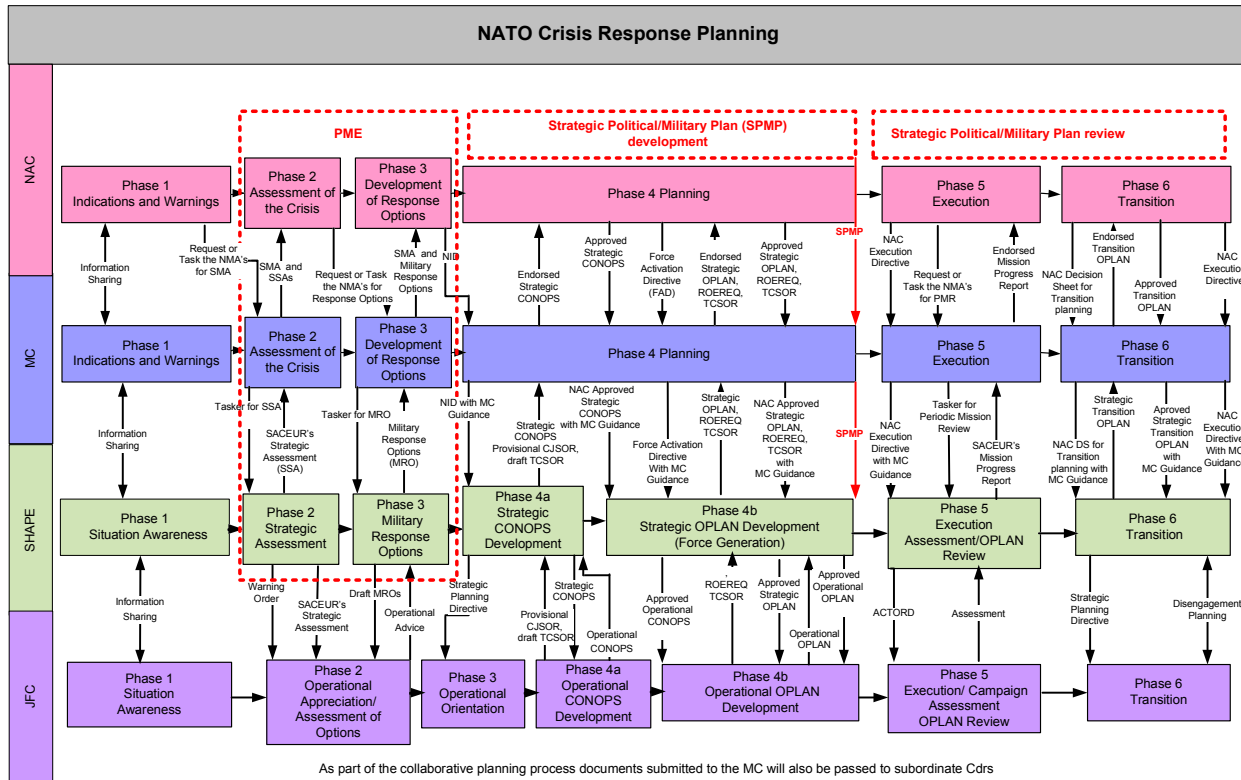 NATO Crisis Response Planning
NAC
MC
SHAPE
JFC
PME
Strategic Political/Military Plan (SPMP)
development
Strategic Political/Military Plan review
Phase 1
Indications and Warnings
Phase 2
Assessment of
the Crisis
Phase 3
Development
of Response
Options
Phase 4 Planning
Phase 5
Execution
Phase 6
Transition
Information
Sharing
Request or
Task the NMA's
for SMA
SMA and
SSAs
Request or Task
the NMA's for
Response Options
SMA and
Military
Response
Options
NID
Endorsed
Strategic
CONOPS
Approved
Strategic
CONOPS
Force
Activation
Directive
(FAD)
Endorsed
Strategic
OPLAN,
ROEREQ,
TCSOR
Approved
Strategic
OPLAN,
ROEREQ,
TCSOR
SPMP
NAC
Execution
Directive
Request or
Task the NMA's
for PMR
Endorsed
Mission
Progress
Report
NAC Decision
Sheet for
Transition
planning
Endorsed
Transition
OPLAN
Approved
Transition
OPLAN
NAC
Execution
Directive
Phase 1
Indications and Warnings
Phase 2
Assessment of
the Crisis
Phase 3
Development
of Response
Options
Phase 4 Planning
Phase 5
Execution
Phase 6
Transition
Information
Sharing
Tasker for SSA
SACEUR's
Strategic
Assessment
(SSA)
Tasker for MRO
Military
Response
Options
(MRO)
NID with MC
Guidance
Strategic
CONOPS
Provisional CJSOR,
draft TCSOR
NAC Approved
Strategic CONOPS
with MC Guidance
Force Activation
Directive
With MC
Guidance
Strategic
OPLAN,
ROEREQ
TCSOR
NAC Approved
Strategic
OPLAN,
ROEREQ,
TCSOR
with MC
Guidance
SPMP
NAC
Execution
Directive
with MC
Guidance
Tasker for
Periodic Mission
Review
SACEUR's
Mission
Progress
Report
NAC DS for
Transition
planning with
MC Guidance
Strategic
Transition
OPLAN
Aproved
Strategic
Transition
OPLAN
with MC
Guidance
NAC
Execution
Directive
With MC
Guidance
Phase 1
Situation Awareness
Phase 2
Strategic
Assessment
Phase 3
Military
Response
Options
Phase 4a
Strategic
CONOPS
Development
Phase 4b
Strategic OPLAN Development
(Force Generation)
Phase 5
Execution
Assessment/OPLAN
Review
Phase 6
Transition
Information
Sharing
Warning
Order
SACEUR's
Strategic
Assessment
Draft MROs
Operational
Advice
Strategic
Planning
Directive
Provisional
CJSOR,
draft TCSOR
Strategic
CONOPS
Operational
CONOPS
Approved
Operational
CONOPS
ROEREQ
TCSOR
Approved
Strategic
OPLAN
Operational
OPLAN
Approved
Operational
OPLAN
ACTORD
Assessment
Strategic
Planning
Directive
Disengagement
Planning
Phase 1
Situation
Awareness
Phase 2
Operational
Appreciation/
Assessment of
Options
Phase 3
Operational
Orientation
Phase 4a
Operational
CONOPS
Development
Phase 4b
Operational OPLAN
Development
Phase 5
Execution/ Campaign
Assessment
OPLAN Review
Phase 6
Transition
As part of the collaborative planning process documents submitted to the MC will also be passed to subordinate Cdrs